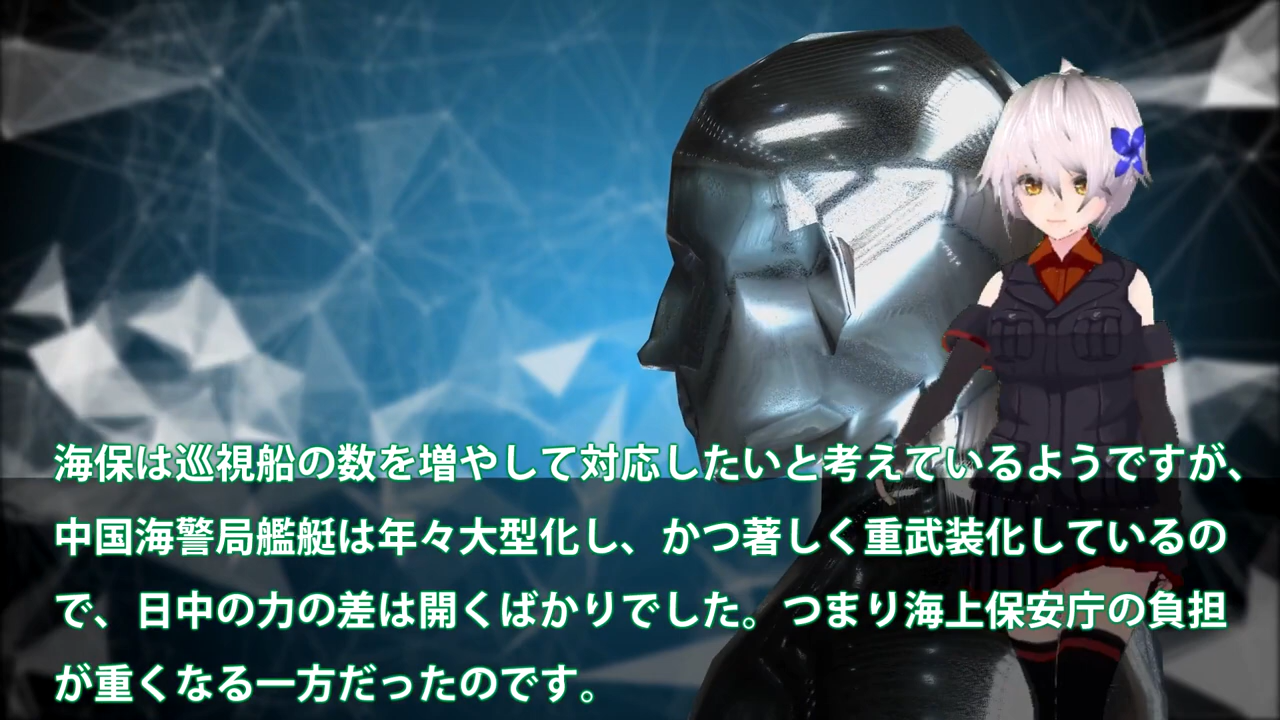 海保は巡視船の数を増やして対応したいと考えているようですが、
中国海警局艦艇は年々大型化し、かつ著しく重武装化しているの
で、日中の力の差は開くばかりでした。つまり海上保安庁の負担
が重くなる一方だったのです。